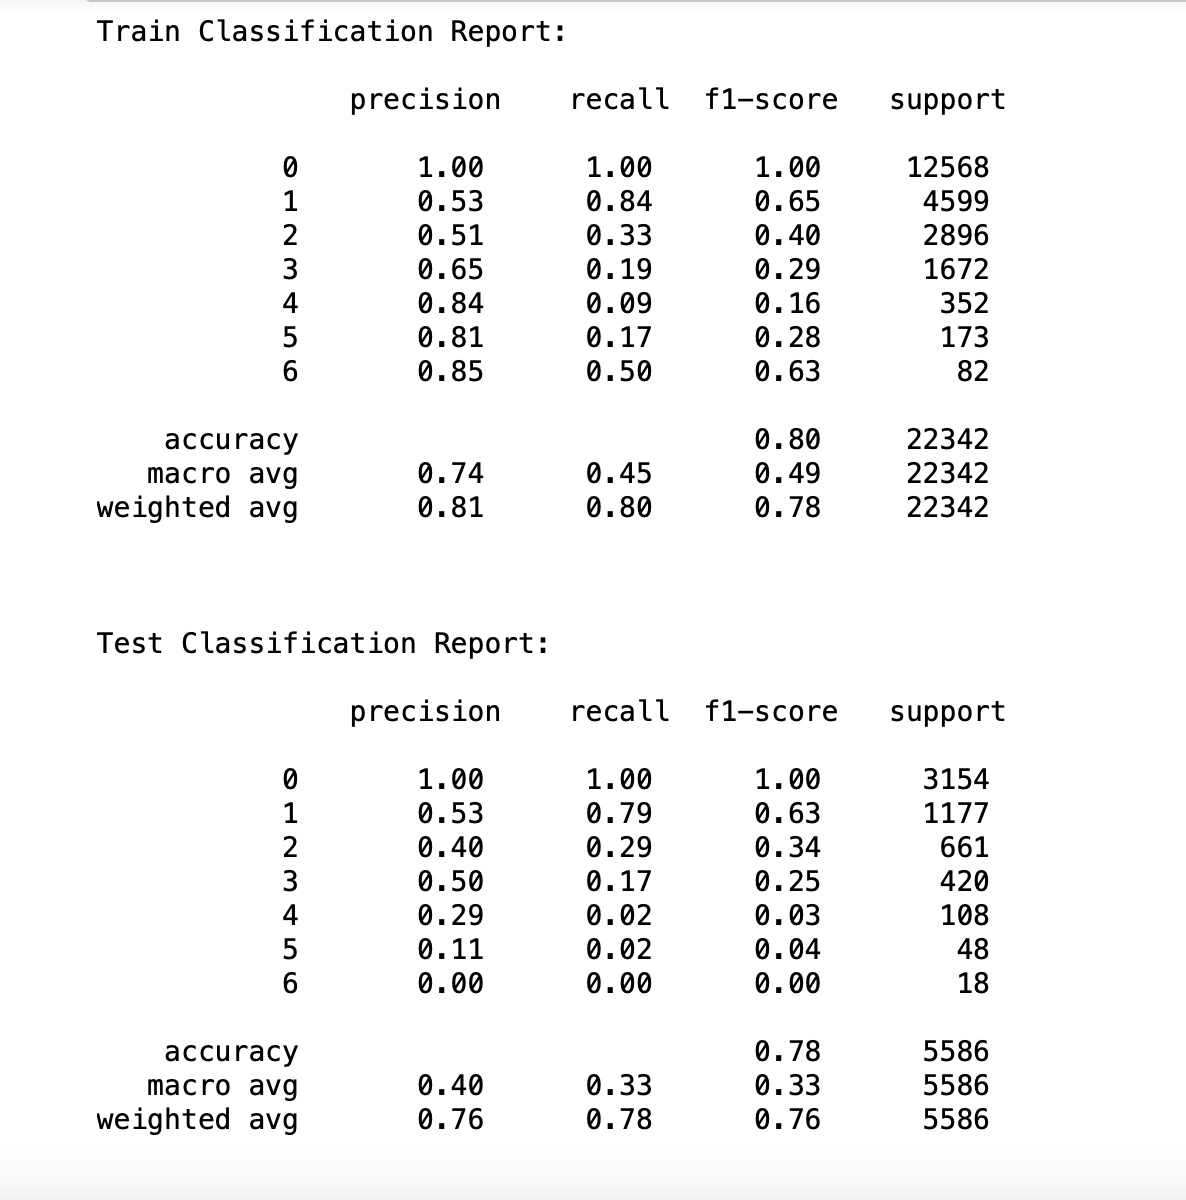 Train Classification Report:
precision recall f1-score support
0 1.00 1.00 1.00 12568
1 0.53 0.84 0.65 4599
2 0.51 0.33 0.40 2896
3 0.65 0.19 0.29 1672
4 0.84 0.09 0.16 352
5 0.81 0.17 0.28 173
6 0.85 0.50 0.63 82
accuracy 0.80 22342
macro avg 0.74 0.45 0.49 22342
weighted avg 0.81 0.80 0.78 22342
Test Classification Report:
precision recall f1-score support
0 1.00 1.00 1.00 3154
1 0.53 0.79 0.63 1177
2 0.40 0.29 0.34 661
3 0.50 0.17 0.25 420
4 0.29 0.02 0.03 108
5 0.11 0.02 0.04 48
6 0.00 0.00 0.00 18
accuracy 0.78 5586
macro avg 0.40 0.33 0.33 5586
weighted avg 0.76 0.78 0.76 5586